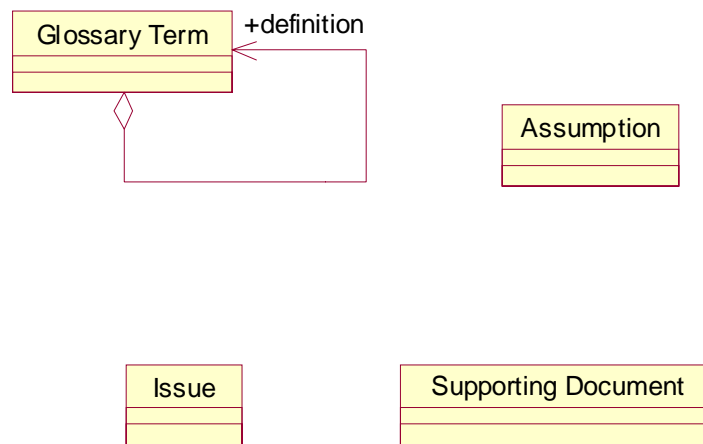 Glossary Term
+definition
Assumption
Issue
Supporting Document